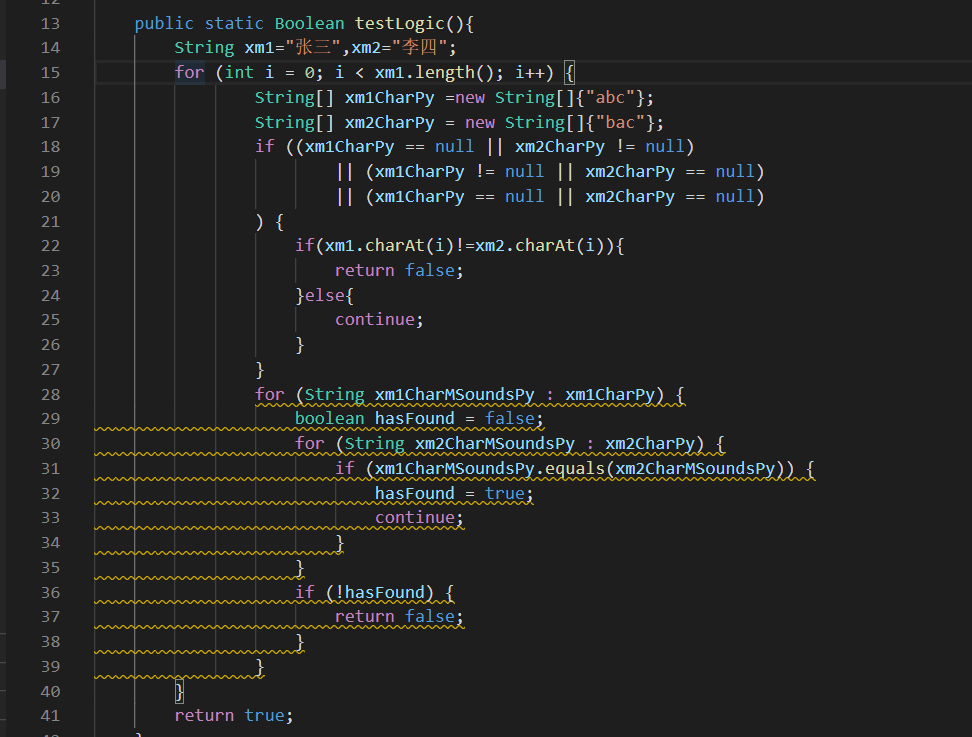 13 public static Boolean testLogic(){
14 String xm1="张三",xm2="李四";
15 for (int i = 0; i < xm1.length(); i++) {
16 String[] xm1CharPy =new String[]{"abc"};
17 String[] xm2CharPy = new String[]{"bac"};
18 if ((xm1CharPy == null || xm2CharPy != null)
19 || (xm1CharPy != null || xm2CharPy == null)
20 || (xm1CharPy == null || xm2CharPy == null)
21 ) {
22 if(xm1.charAt(i)!=xm2.charAt(i)){
23 return false;
24 }else{
25 continue;
26 }
27 }
28 for (String xm1CharMSoundsPy : xm1CharPy) {
29 boolean hasFound = false;
30 for (String xm2CharMSoundsPy : xm2CharPy) {
31 if (xm1CharMSoundsPy.equals(xm2CharMSoundsPy)) {
32 hasFound = true;
33 continue;
34 }
35 }
36 if (!hasFound) {
37 return false;
38 }
39 }
40 }
41 return true;